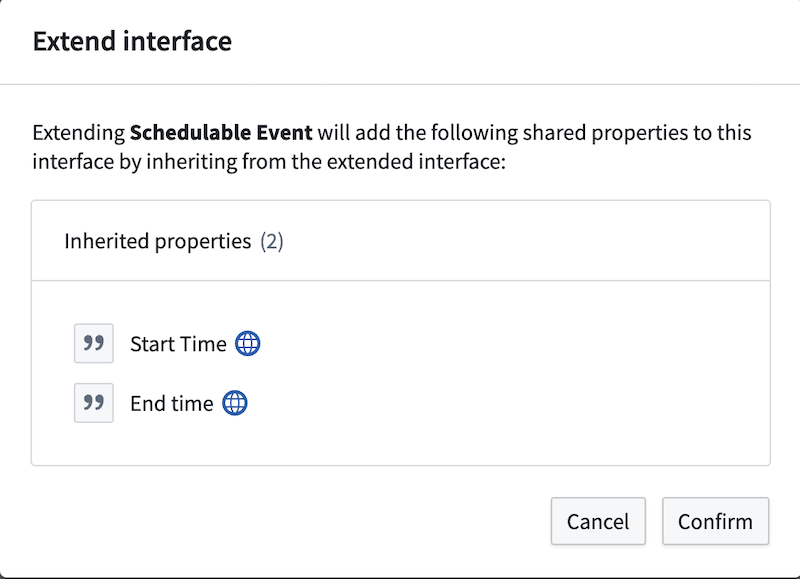 Extend interface
Extending Schedulable Event will add the following shared properties to this
interface by inheriting from the extended interface:
Inherited properties (2)
Start Time
End time
Cancel Confirm